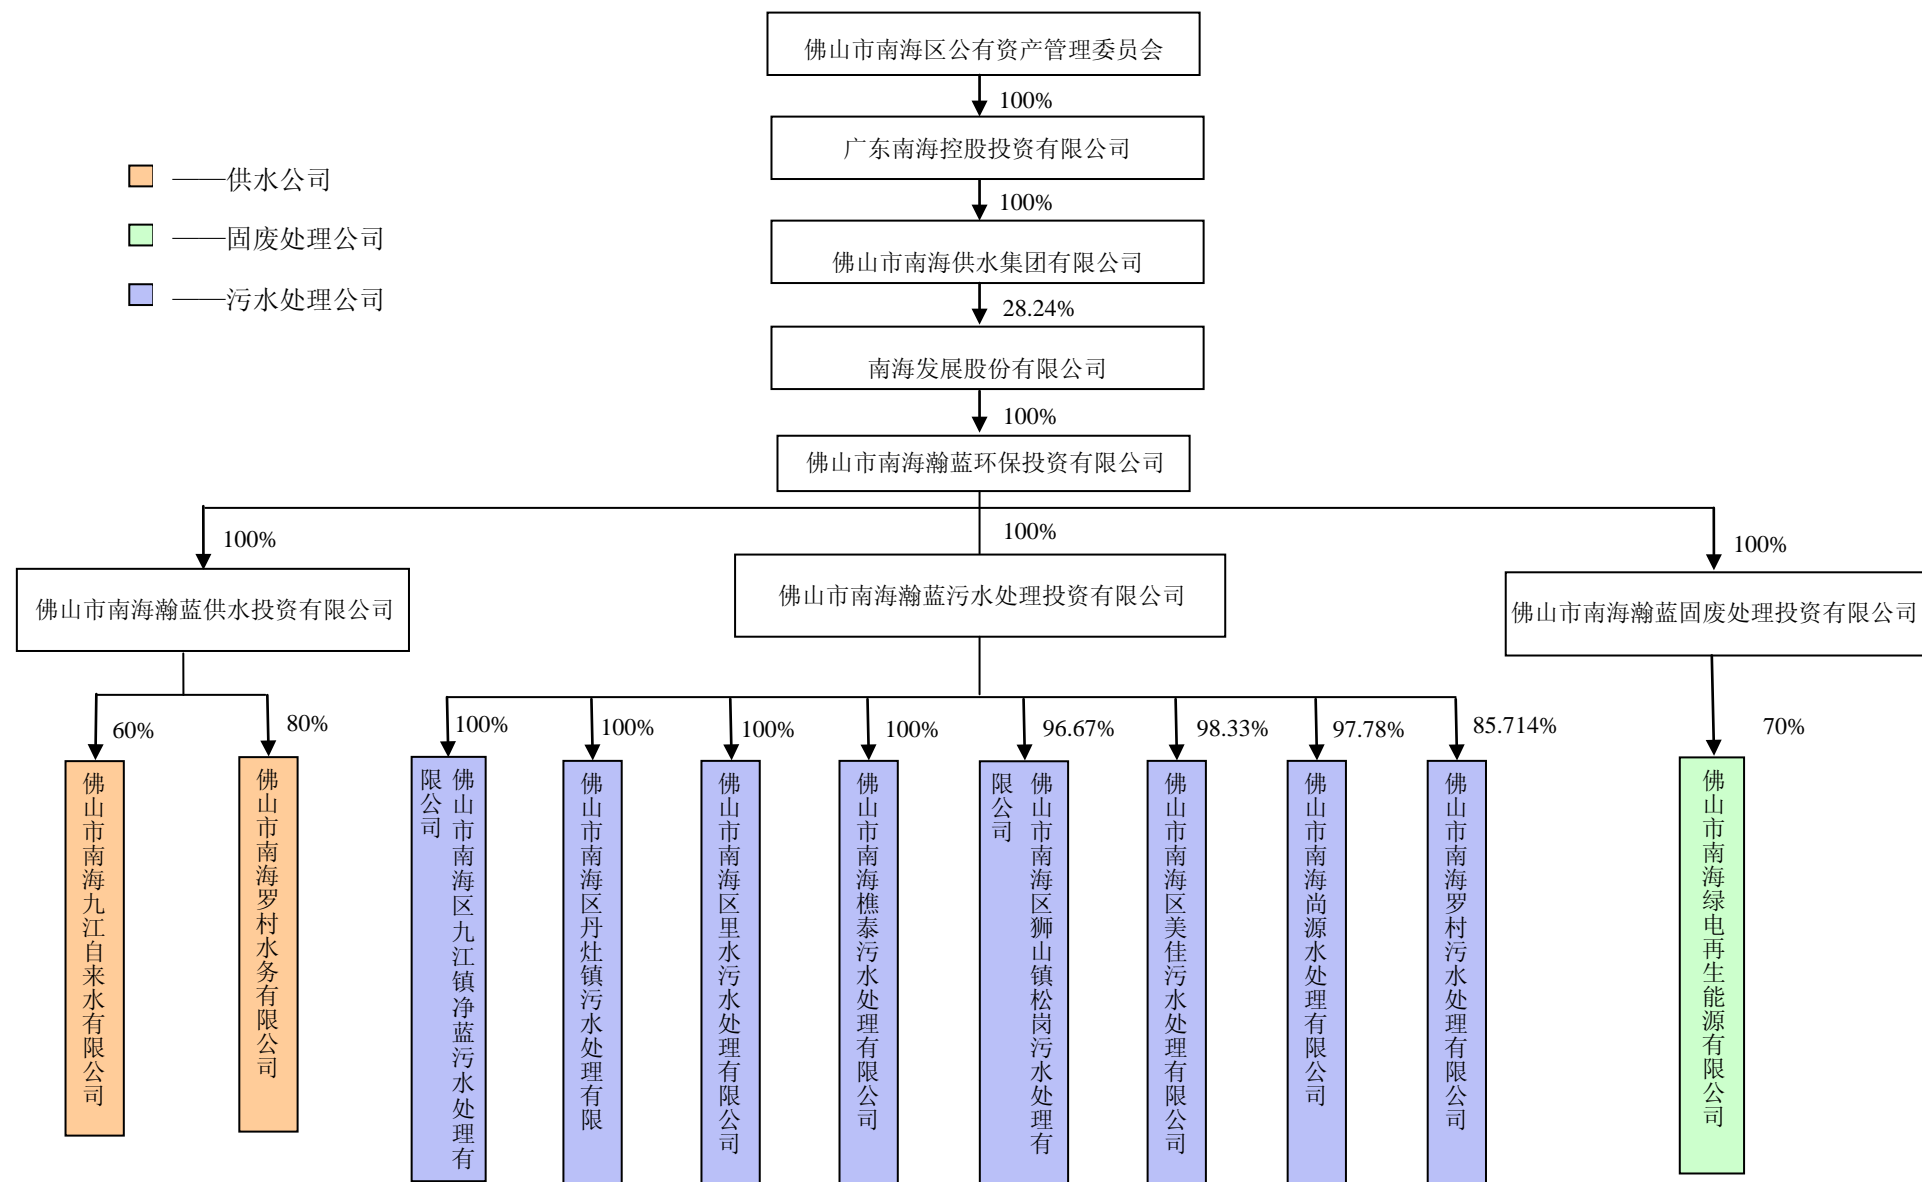 佛山市南海区公有资产管理委员会
100%
广东南海控股投资有限公司
——供水公司
100%
——固废处理公司
佛山市南海供水集团有限公司
——污水处理公司
28.24%
南海发展股份有限公司
100%
佛山市南海瀚蓝环保投资有限公司
100%
100%
100%
佛山市南海瀚蓝供水投资有限公司
佛山市南海瀚蓝污水处理投资有限公司
佛山市南海瀚蓝固废处理投资有限公司
60%
80%
100%
100%
100%
100%
96.67%
98.33%
97.78%
85.714%
70%
佛山市南海九江自来水有限公司
佛山市南海罗村水务有限公司
佛山市南海区九江镇净蓝污水处理有
限公司
佛山市南海区丹灶镇污水处理有限
佛山市南海区里水污水处理有限公司
佛山市南海樵泰污水处理有限公司
佛山市南海区狮山镇松岗污水处理有
限公司
佛山市南海区美佳污水处理有限公司
佛山市南海尚源水处理有限公司
佛山市南海罗村污水处理有限公司
佛山市南海绿电再生能源有限公司